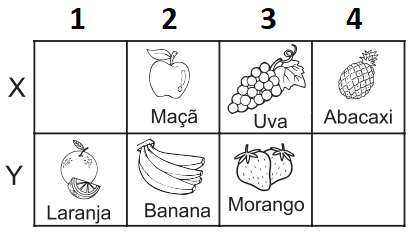 1 2 3 4
X
Maçã Uva Abacaxi
Y
Laranja Banana Morango